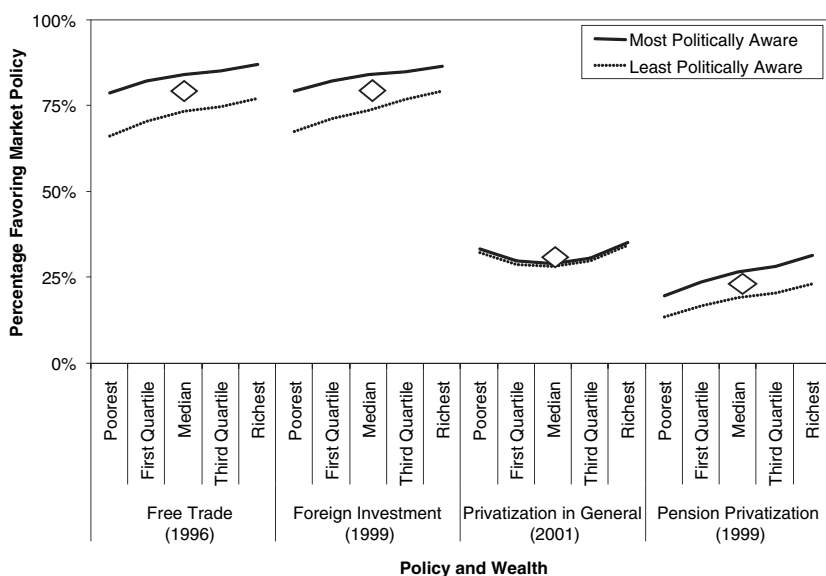 100%
75%
50%
25%
0%
Percentage Favoring Market Policy
Most Politically Aware
Least Politically Aware
Poorest
First Quartile
Median
Third Quartile
Richest
Poorest
First Quartile
Median
Third Quartile
Richest
Poorest
First Quartile
Median
Third Quartile
Richest
Poorest
First Quartile
Median
Third Quartile
Richest
Free Trade
(1996)
Foreign Investment
(1999)
Privatization in General
(2001)
Pension Privatization
(1999)
Policy and Wealth